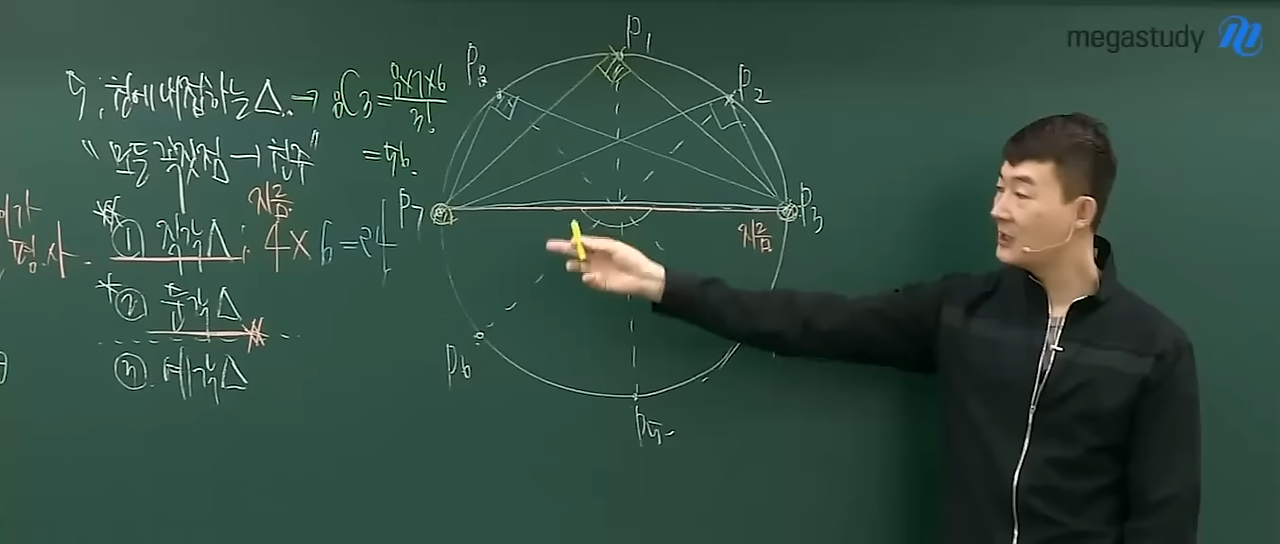 megastudy
; 원에 내접하는 △. → ₈C₃ = 8×7×6/3!
"모든 꼭짓점 → 원주" = 56.
지름
① 직각△. 4×6=24
② 둔각△
③. 예각△
P₁
P₈
P₂
P₇
P₃
지름
P₆
P₅